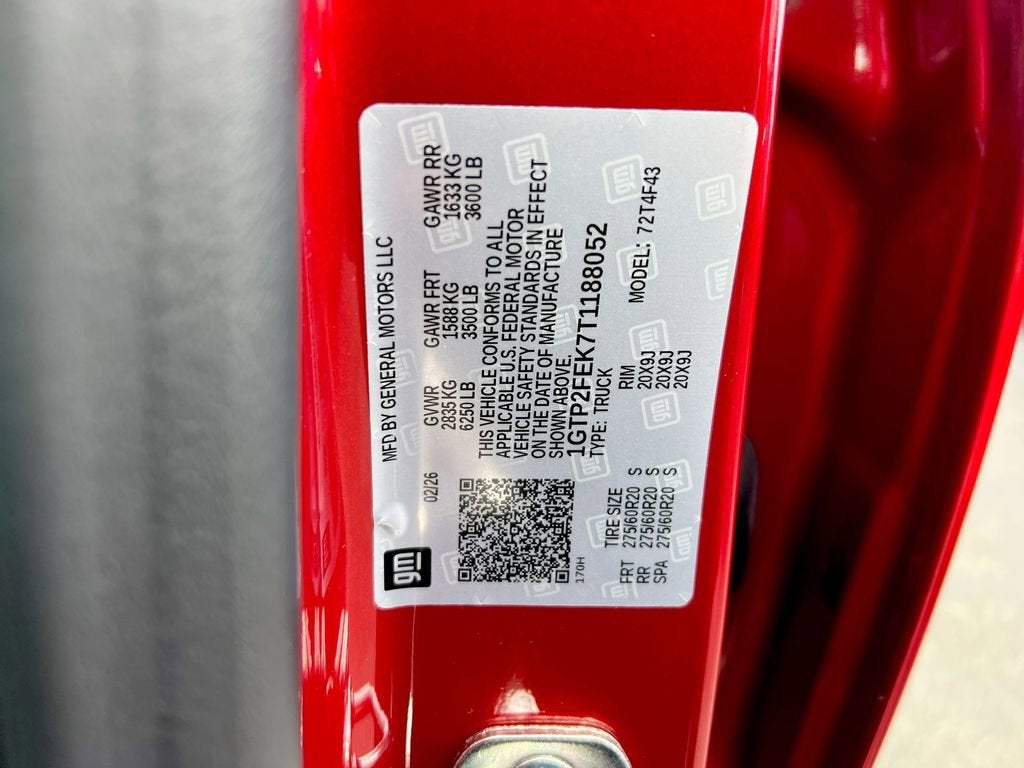 gm
MFD BY GENERAL MOTORS LLC
02/26
GVWR GAWR FRT GAWR RR
2835 KG 1588 KG 1633 KG
6250 LB 3500 LB 3600 LB
THIS VEHICLE CONFORMS TO ALL
APPLICABLE U.S. FEDERAL MOTOR
VEHICLE SAFETY STANDARDS IN EFFECT
ON THE DATE OF MANUFACTURE
SHOWN ABOVE.
1GTP2FEK7T1188052
TYPE: TRUCK MODEL: 72T4F43
170H
TIRE SIZE RIM
FRT 275/60R20 S 20X9J
RR 275/60R20 S 20X9J
SPA 275/60R20 S 20X9J